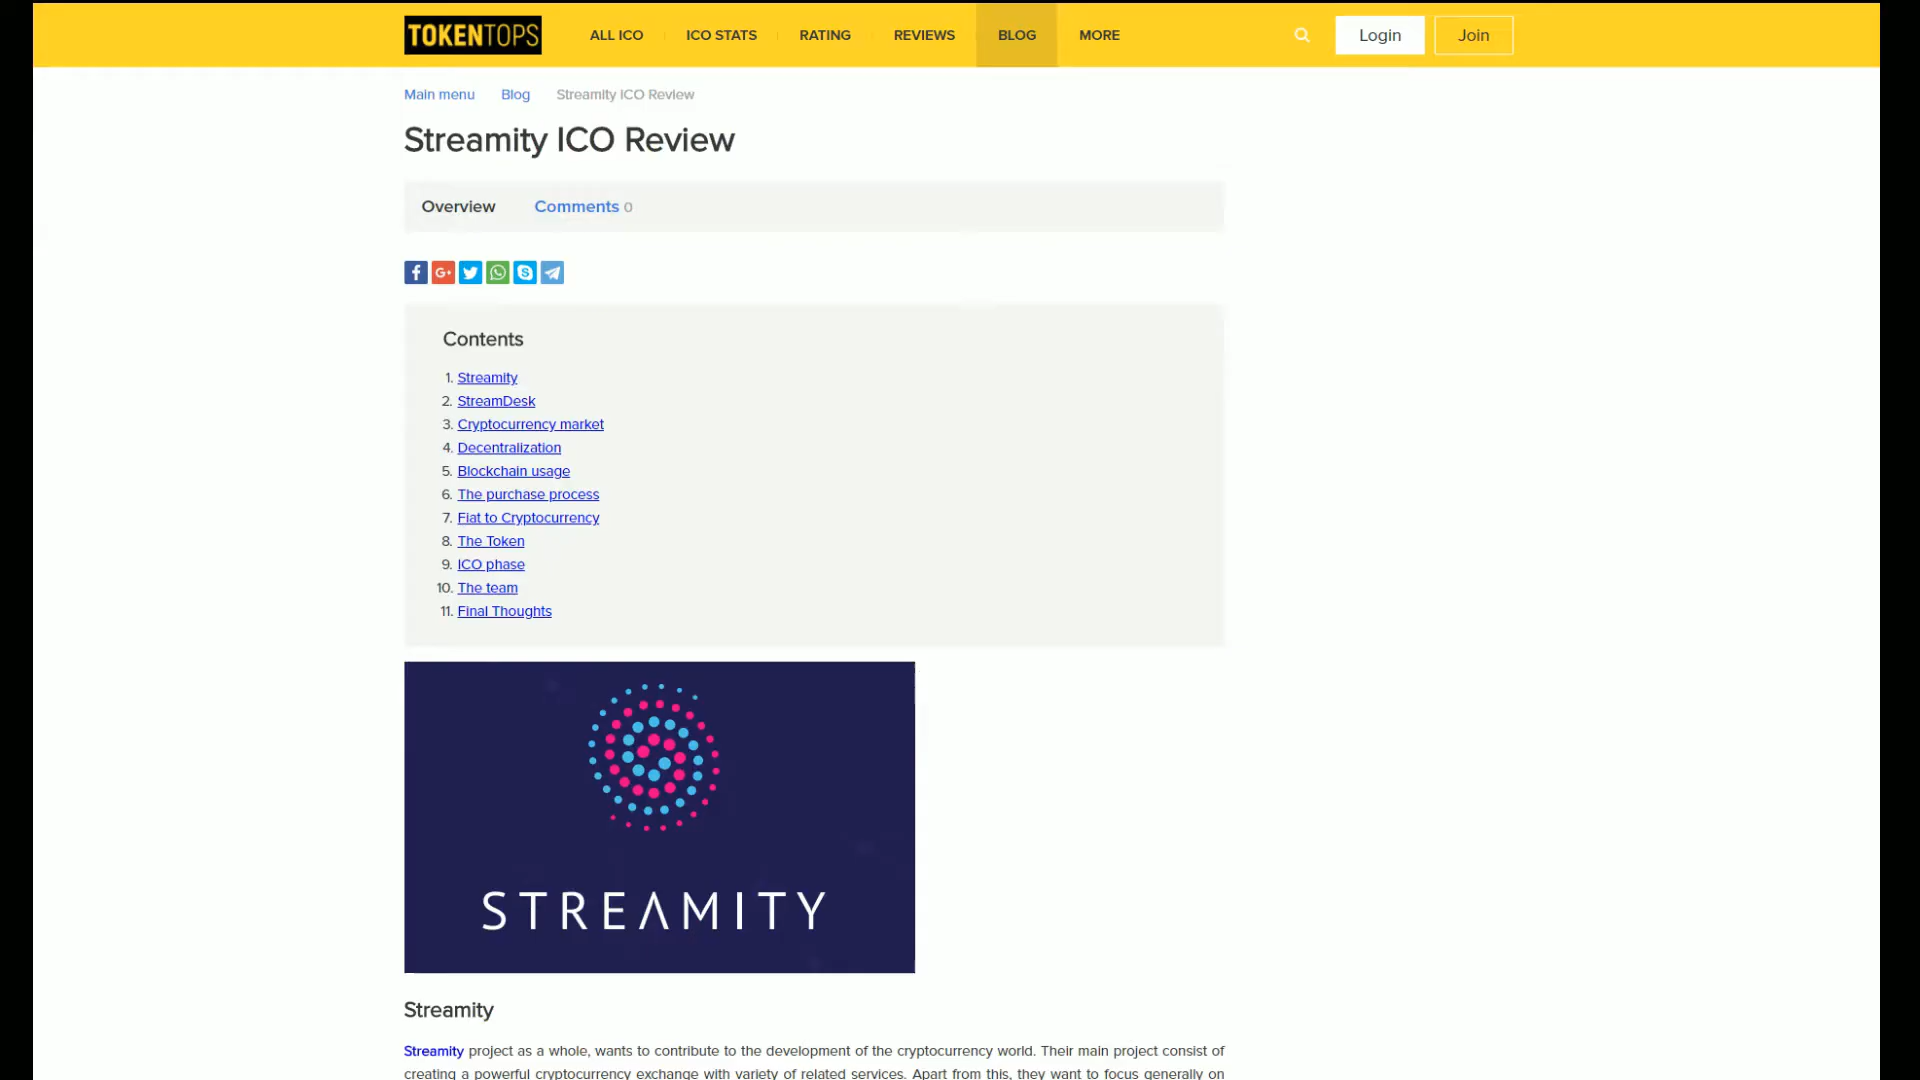 TOKENTOPS ALL ICO ICO STATS RATING REVIEWS BLOG MORE Login Join
Main menu Blog Streamity ICO Review
Streamity ICO Review
Overview Comments 0
Contents
1. Streamity
2. StreamDesk
3. Cryptocurrency market
4. Decentralization
5. Blockchain usage
6. The purchase process
7. Fiat to Cryptocurrency
8. The Token
9. ICO phase
10. The team
11. Final Thoughts
STREAMITY
Streamity
Streamity project as a whole, wants to contribute to the development of the cryptocurrency world. Their main project consist of
creating a powerful cryptocurrency exchange with variety of related services. Apart from this, they want to focus generally on